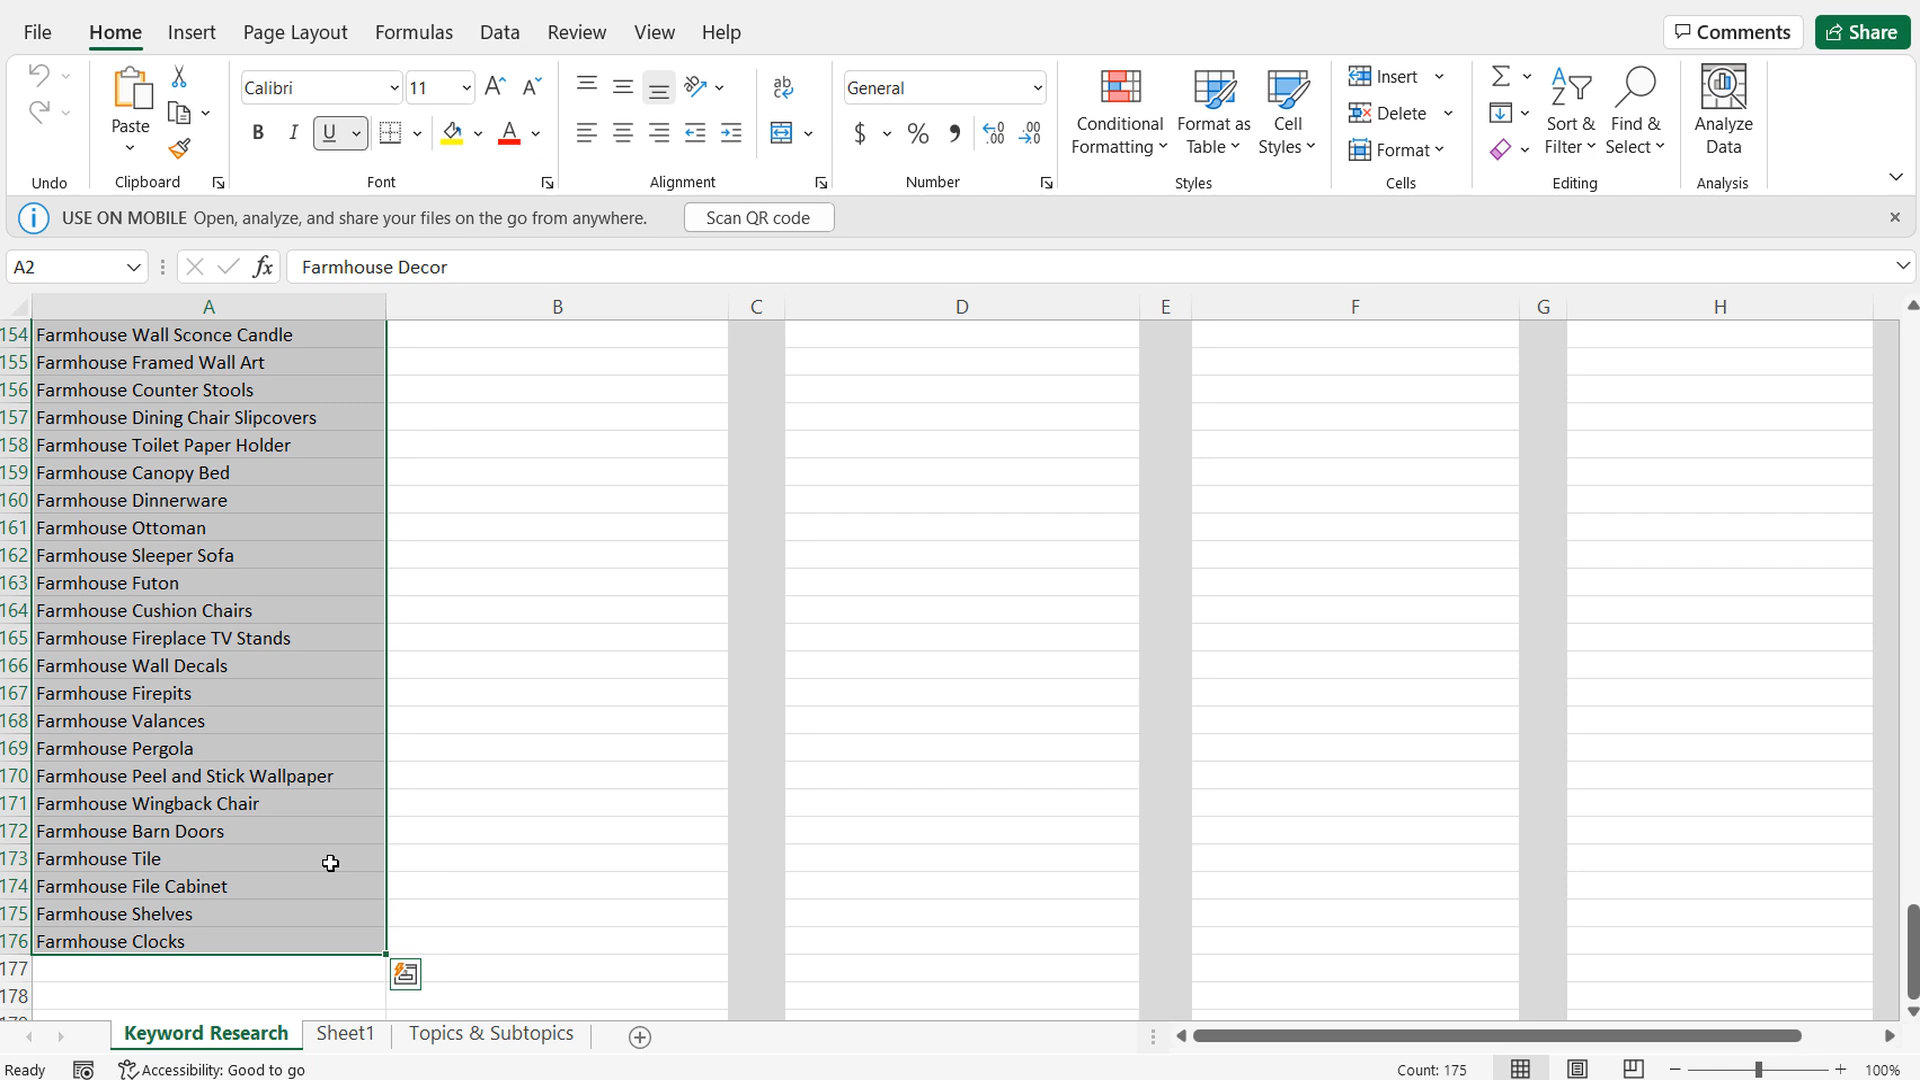 File Home Insert Page Layout Formulas Data Review View Help Comments Share
Calibri 11 General Insert
Paste Conditional Format as Cell Delete Sort & Find & Analyze
B I U A $ % Formatting Table Styles Format Filter Select Data
Undo Clipboard Font Alignment Number Styles Cells Editing Analysis
USE ON MOBILE Open, analyze, and share your files on the go from anywhere. Scan QR code
A2 fx Farmhouse Decor
A B C D E F G H
154 Farmhouse Wall Sconce Candle
155 Farmhouse Framed Wall Art
156 Farmhouse Counter Stools
157 Farmhouse Dining Chair Slipcovers
158 Farmhouse Toilet Paper Holder
159 Farmhouse Canopy Bed
160 Farmhouse Dinnerware
161 Farmhouse Ottoman
162 Farmhouse Sleeper Sofa
163 Farmhouse Futon
164 Farmhouse Cushion Chairs
165 Farmhouse Fireplace TV Stands
166 Farmhouse Wall Decals
167 Farmhouse Firepits
168 Farmhouse Valances
169 Farmhouse Pergola
170 Farmhouse Peel and Stick Wallpaper
171 Farmhouse Wingback Chair
172 Farmhouse Barn Doors
173 Farmhouse Tile
174 Farmhouse File Cabinet
175 Farmhouse Shelves
176 Farmhouse Clocks
177
178
Keyword Research Sheet1 Topics & Subtopics
Ready Accessibility: Good to go Count: 175 100%